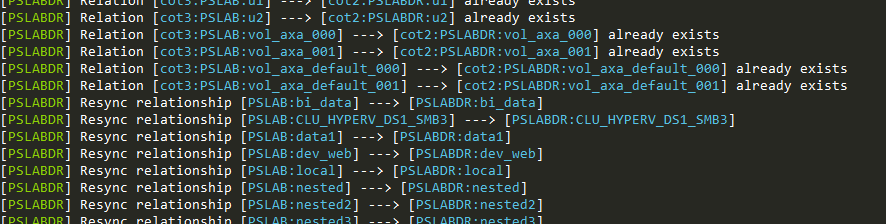 [PSLABDR] Relation [cot3:PSLAB:u1] ---> [cot2:PSLABDR:u1] already exists
[PSLABDR] Relation [cot3:PSLAB:u2] ---> [cot2:PSLABDR:u2] already exists
[PSLABDR] Relation [cot3:PSLAB:vol_axa_000] ---> [cot2:PSLABDR:vol_axa_000] already exists
[PSLABDR] Relation [cot3:PSLAB:vol_axa_001] ---> [cot2:PSLABDR:vol_axa_001] already exists
[PSLABDR] Relation [cot3:PSLAB:vol_axa_default_000] ---> [cot2:PSLABDR:vol_axa_default_000] already exists
[PSLABDR] Relation [cot3:PSLAB:vol_axa_default_001] ---> [cot2:PSLABDR:vol_axa_default_001] already exists
[PSLABDR] Resync relationship [PSLAB:bi_data] ---> [PSLABDR:bi_data]
[PSLABDR] Resync relationship [PSLAB:CLU_HYPERV_DS1_SMB3] ---> [PSLABDR:CLU_HYPERV_DS1_SMB3]
[PSLABDR] Resync relationship [PSLAB:data1] ---> [PSLABDR:data1]
[PSLABDR] Resync relationship [PSLAB:dev_web] ---> [PSLABDR:dev_web]
[PSLABDR] Resync relationship [PSLAB:local] ---> [PSLABDR:local]
[PSLABDR] Resync relationship [PSLAB:nested] ---> [PSLABDR:nested]
[PSLABDR] Resync relationship [PSLAB:nested2] ---> [PSLABDR:nested2]
[PSLABDR] Resync relationship [PSLAB:nested3] ---> [PSLABDR:nested3]